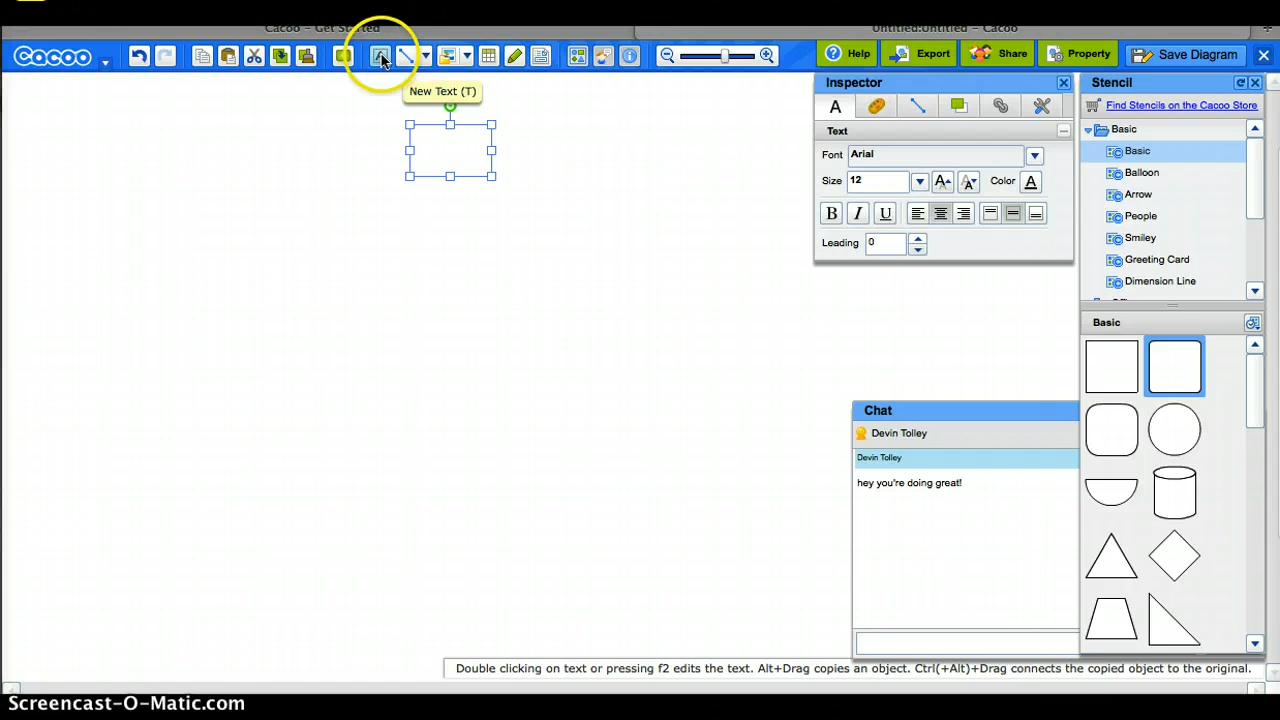 Cacoo - Get Started
Untitled:Untitled - Cacoo
Cacoo
Help
Export
Share
Property
Save Diagram
New Text (T)
Inspector
A
Text
Font
Arial
Size
12
A
A
Color
A
B
I
U
Leading
0
Stencil
Find Stencils on the Cacoo Store
Basic
Basic
Balloon
Arrow
People
Smiley
Greeting Card
Dimension Line
Basic
Chat
Devin Tolley
Devin Tolley
hey you're doing great!
Double clicking on text or pressing f2 edits the text. Alt+Drag copies an object. Ctrl(+Alt)+Drag connects the copied object to the original.
Screencast-O-Matic.com